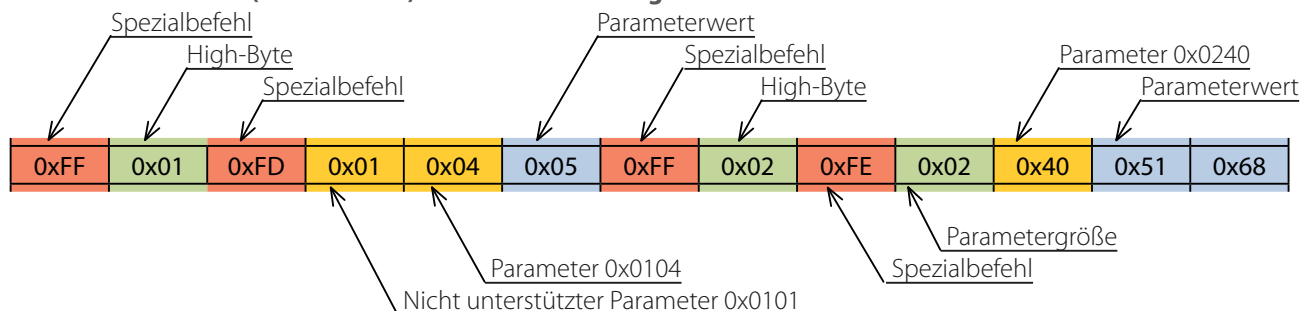 Spezialbefehl Parameterwert
High-Byte Spezialbefehl Parameter 0x0240
Spezialbefehl High-Byte Parameterwert
0xFF 0x01 0xFD 0x01 0x04 0x05 0xFF 0x02 0xFE 0x02 0x40 0x51 0x68
Parametergröße
Parameter 0x0104 Spezialbefehl
Nicht unterstützter Parameter 0x0101